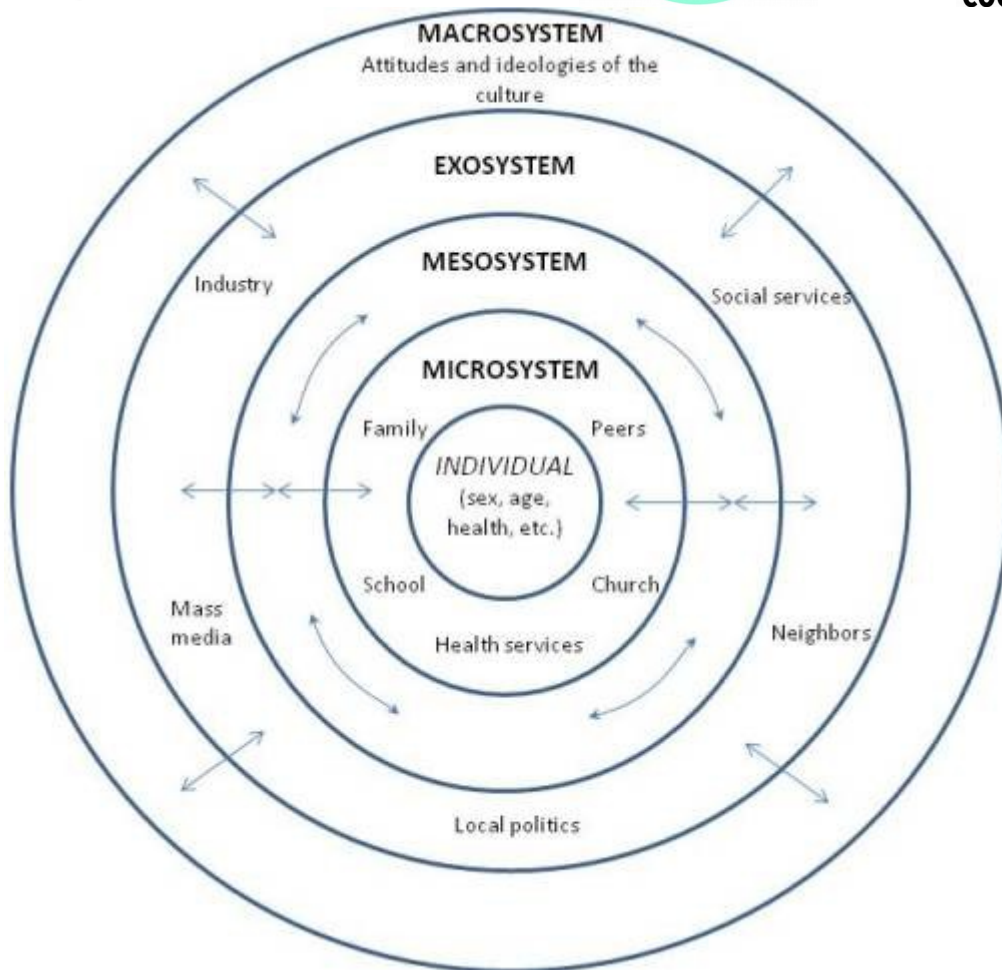 MACROSYSTEM
Attitudes and ideologies of the
culture
EXOSYSTEM
MESOSYSTEM
Industry
Social services
MICROSYSTEM
Family
Peers
INDIVIDUAL
(sex, age,
health, etc.)
School
Church
Mass
media
Neighbors
Health services
Local politics